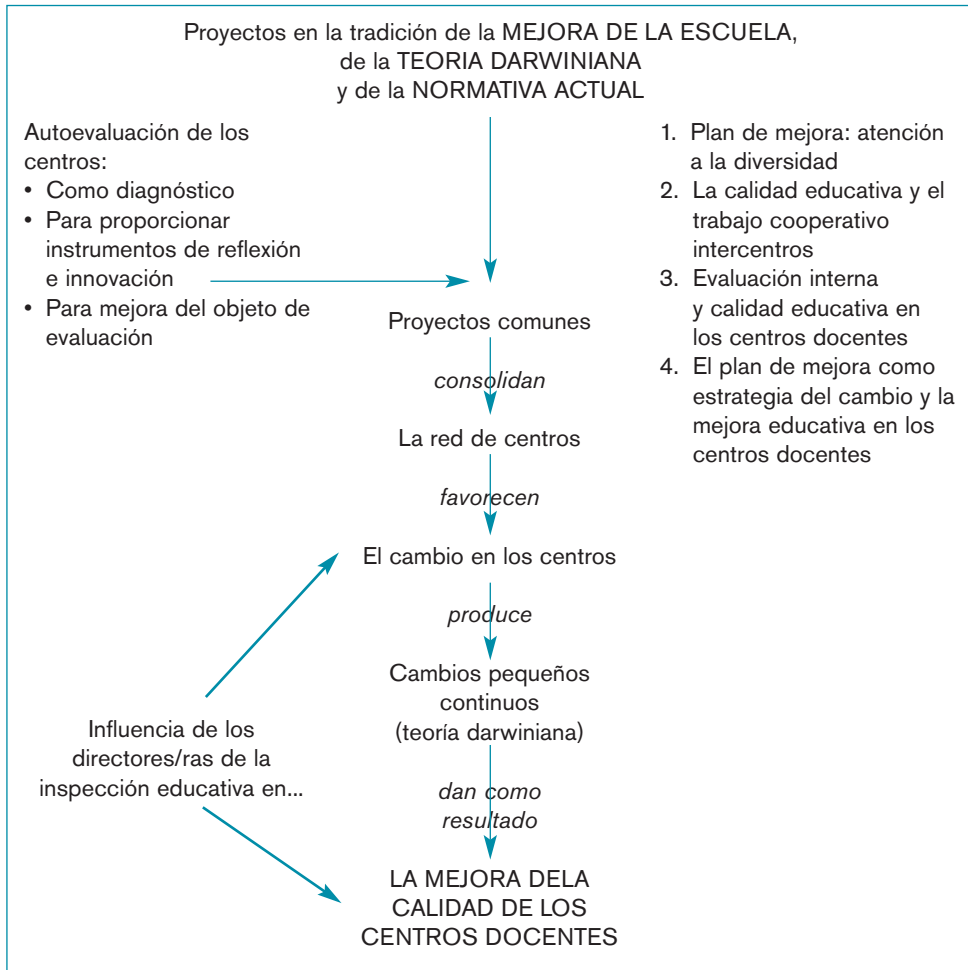 Proyectos en la tradición de la MEJORA DE LA ESCUELA,
de la TEORIA DARWINIANA
y de la NORMATIVA ACTUAL
Autoevaluación de los
centros:
• Como diagnóstico
• Para proporcionar
instrumentos de reflexión
e innovación
• Para mejora del objeto de
evaluación
1. Plan de mejora: atención
a la diversidad
2. La calidad educativa y el
trabajo cooperativo
intercentros
3. Evaluación interna
y calidad educativa en
los centros docentes
4. El plan de mejora como
estrategia del cambio y la
mejora educativa en los
centros docentes
Proyectos comunes
consolidan
La red de centros
favorecen
El cambio en los centros
produce
Cambios pequeños
continuos
(teoría darwiniana)
Influencia de los
directores/ras de la
inspección educativa en...
dan como
resultado
LA MEJORA DELA
CALIDAD DE LOS
CENTROS DOCENTES